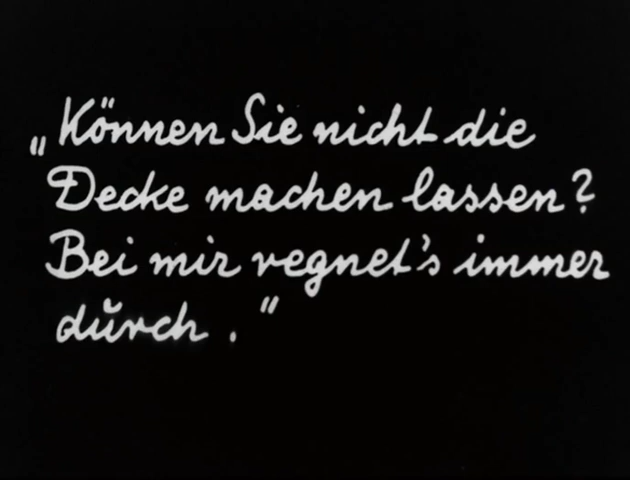 „Können Sie nicht die
Decke machen lassen?
Bei mir regnet's immer
durch."